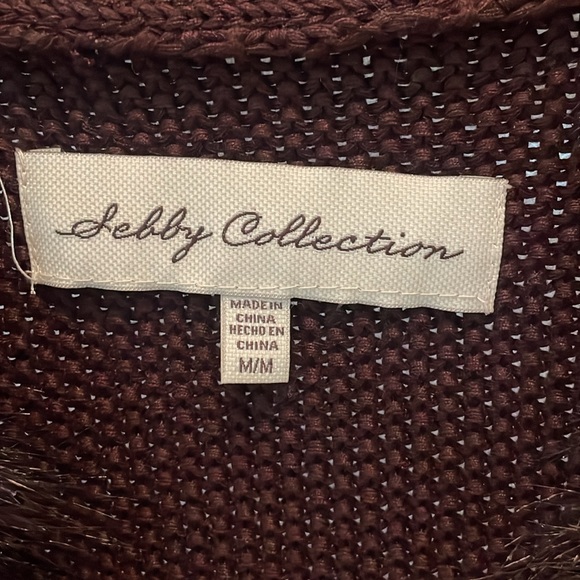 Sebby Collection
MADE IN
CHINA
HECHO EN
CHINA
M/M